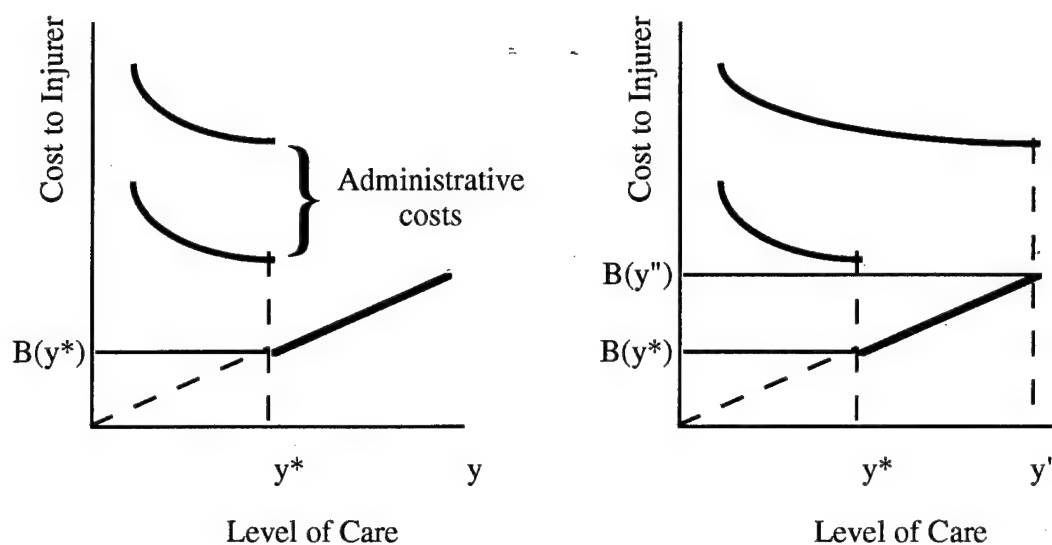 Cost to Injurer
Administrative
costs
B(y*)
y*
y
Level of Care
Cost to Injurer
B(y")
B(y*)
y*
y'
Level of Care